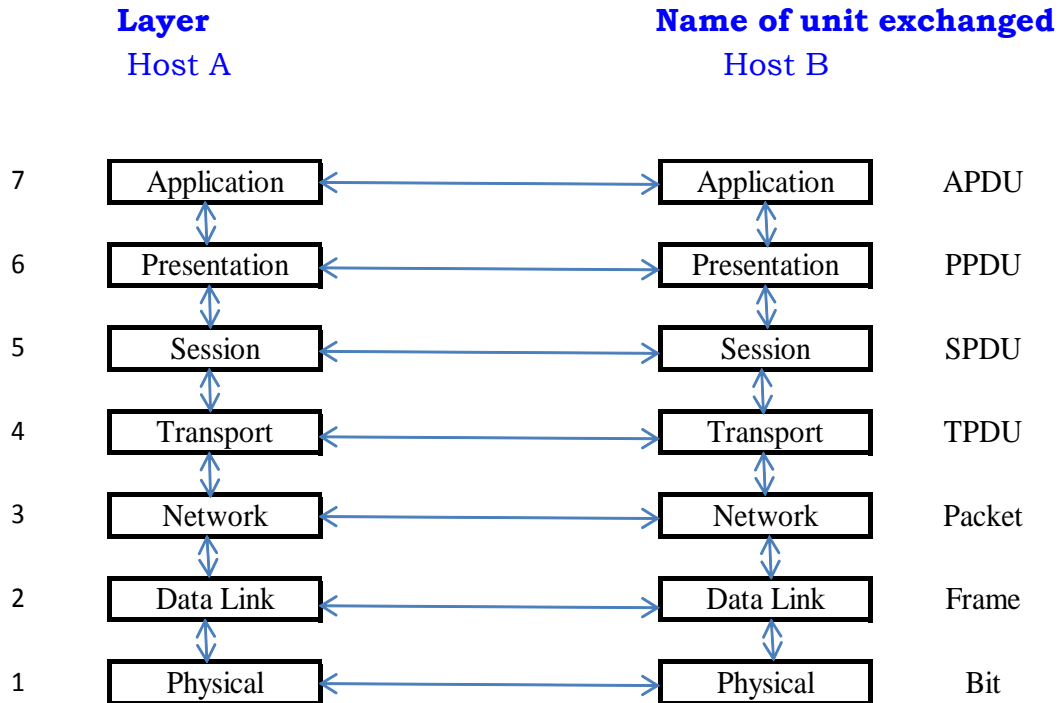 Layer Name of unit exchanged
Host A Host B
7 Application Application APDU
6 Presentation Presentation PPDU
5 Session Session SPDU
4 Transport Transport TPDU
3 Network Network Packet
2 Data Link Data Link Frame
1 Physical Physical Bit